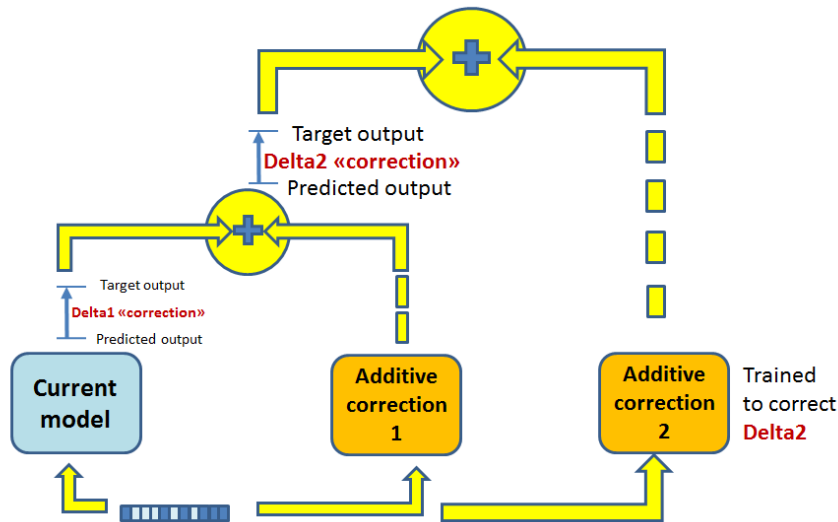 Target output
Delta2 «correction»
Predicted output
Target output
Delta1 «correction»
Predicted output
Current
model
Additive
correction
1
Additive
correction
2
Trained
to correct
Delta2